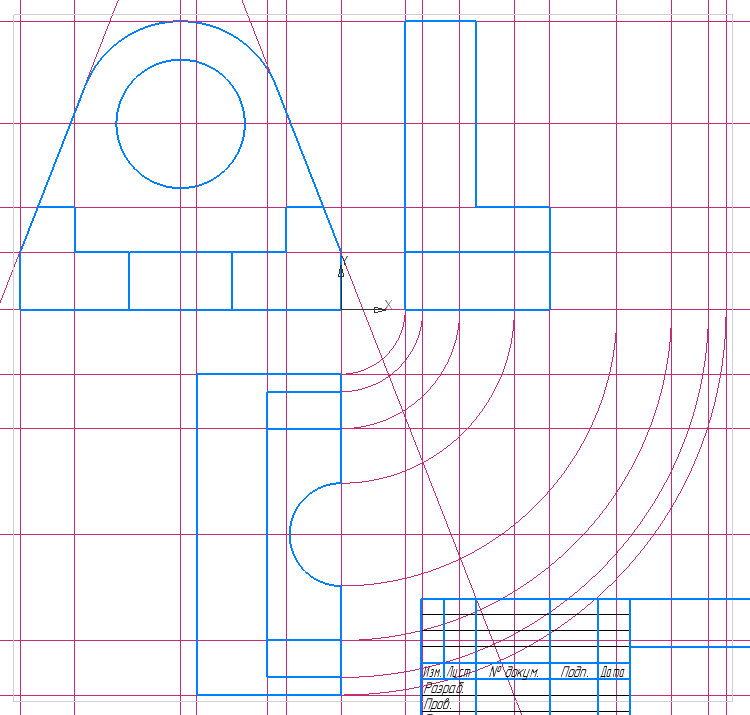 Y
X
Изм. Лист № докум. Подп. Дата
Разраб.
Пров.